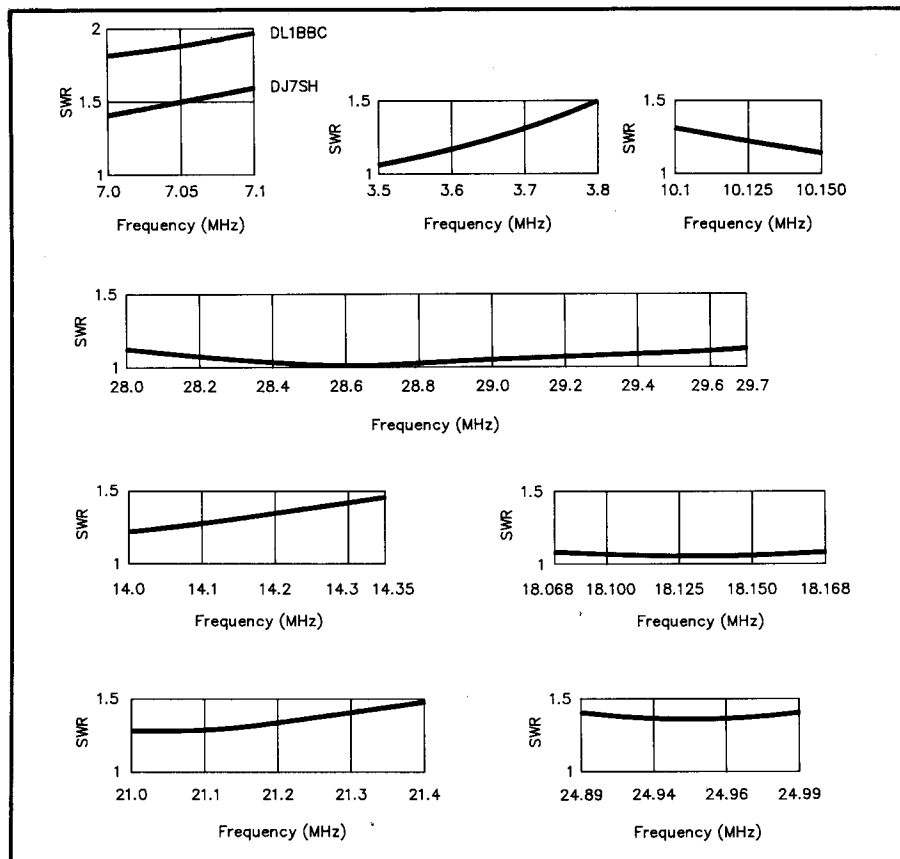 2
DL1BBC
SWR
1.5
DJ7SH
1
7.0 7.05 7.1
Frequency (MHz)
1.5
SWR
1
3.5 3.6 3.7 3.8
Frequency (MHz)
1.5
SWR
1
10.1 10.125 10.150
Frequency (MHz)
1.5
SWR
1
28.0 28.2 28.4 28.6 28.8 29.0 29.2 29.4 29.6 29.7
Frequency (MHz)
1.5
SWR
1
14.0 14.1 14.2 14.3 14.35
Frequency (MHz)
1.5
SWR
1
18.068 18.100 18.125 18.150 18.168
Frequency (MHz)
1.5
SWR
1
21.0 21.1 21.2 21.3 21.4
Frequency (MHz)
1.5
SWR
1
24.89 24.94 24.96 24.99
Frequency (MHz)